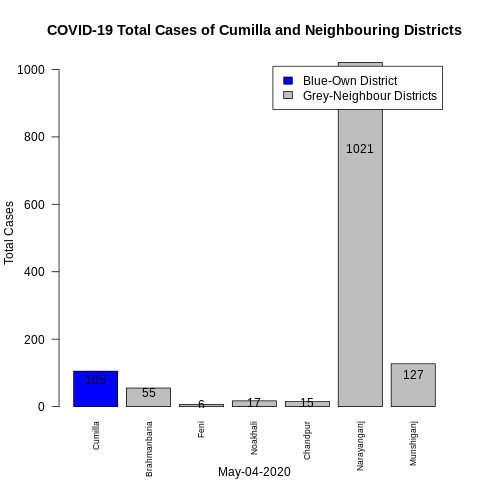 COVID-19 Total Cases of Cumilla and Neighbouring Districts
Total Cases
1000
800
600
400
200
0
Blue-Own District
Grey-Neighbour Districts
105
55
6
17
15
1021
127
Cumilla
Brahmanbaria
Feni
Noakhali
Chandpur
Narayanganj
Munshiganj
May-04-2020